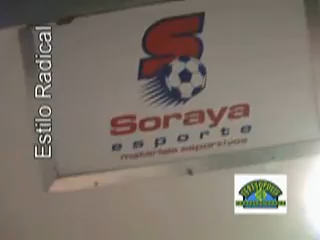 Estilo Radical
S
Soraya
esporte
materiais esportivos